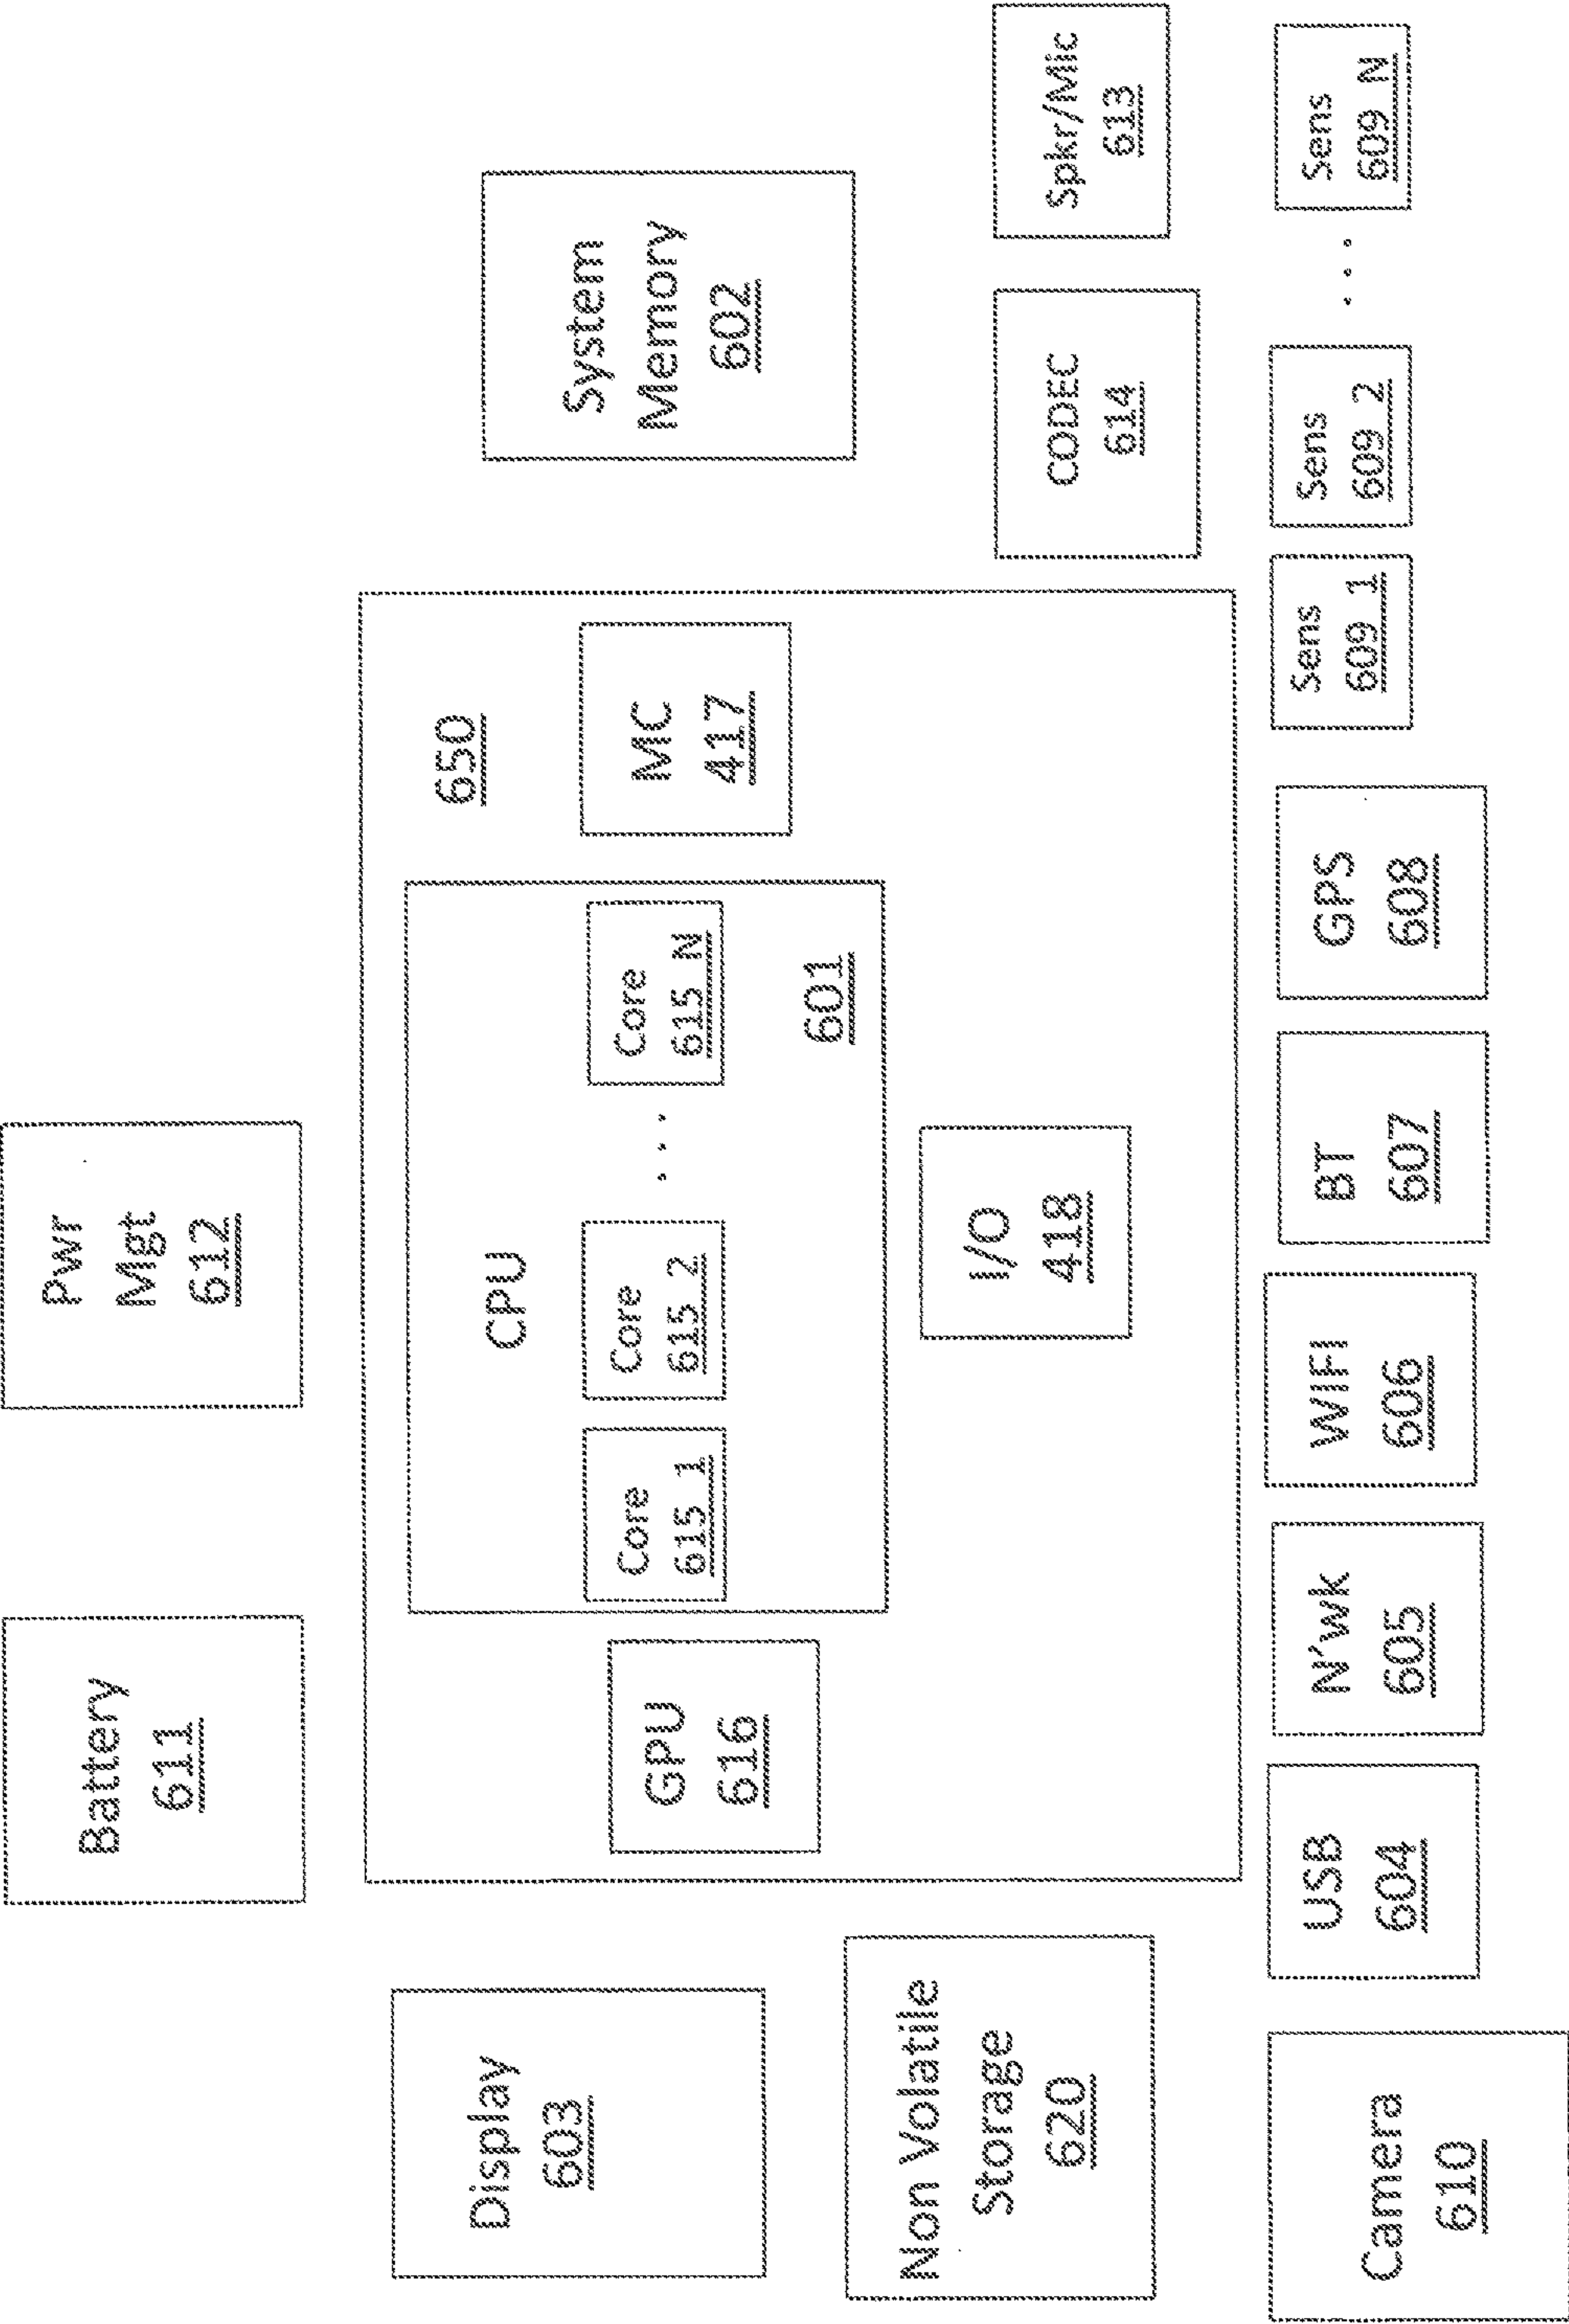 Battery
611
Pwr
Mgt
612
Display
603
650
CPU
GPU
616
Core
615_1
Core
615_2
. . .
Core
615_N
601
MC
417
System
Memory
602
Non Volatile
Storage
620
I/O
418
CODEC
614
Spkr/Mic
613
Camera
610
USB
604
N'wk
605
WIFI
606
BT
607
GPS
608
Sens
609_1
Sens
609_2
. . .
Sens
609_N